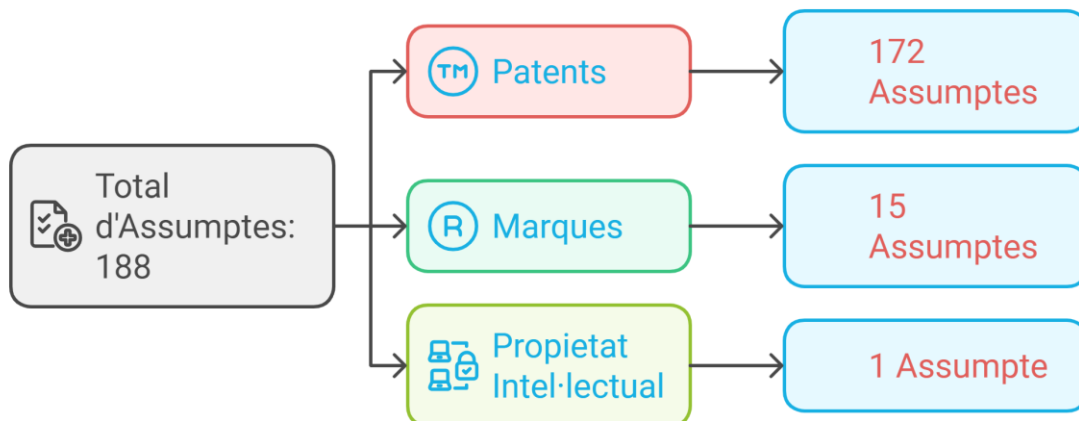 Total
d'Assumptes:
188
TM
Patents
172
Assumptes
R
Marques
15
Assumptes
Propietat
Intel·lectual
1 Assumpte